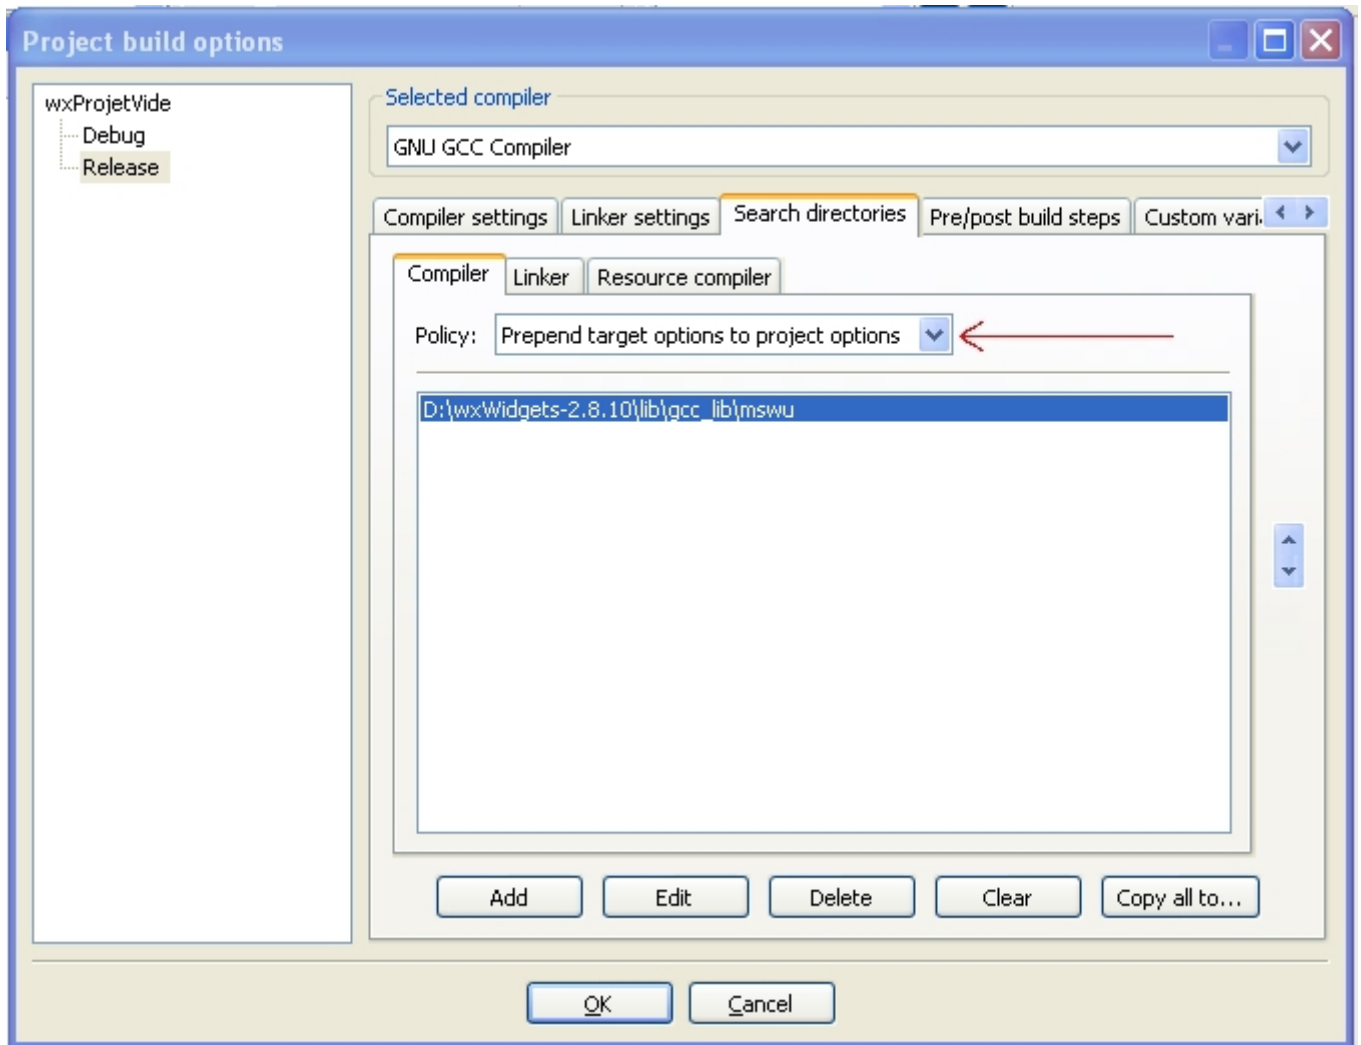 Project build options
wxProjetVide
Debug
Release
Selected compiler
GNU GCC Compiler
Compiler settings
Linker settings
Search directories
Pre/post build steps
Custom vari
Compiler
Linker
Resource compiler
Policy:
Prepend target options to project options
D:\wxWidgets-2.8.10\lib\gcc_lib\mswu
Add
Edit
Delete
Clear
Copy all to...
OK
Cancel